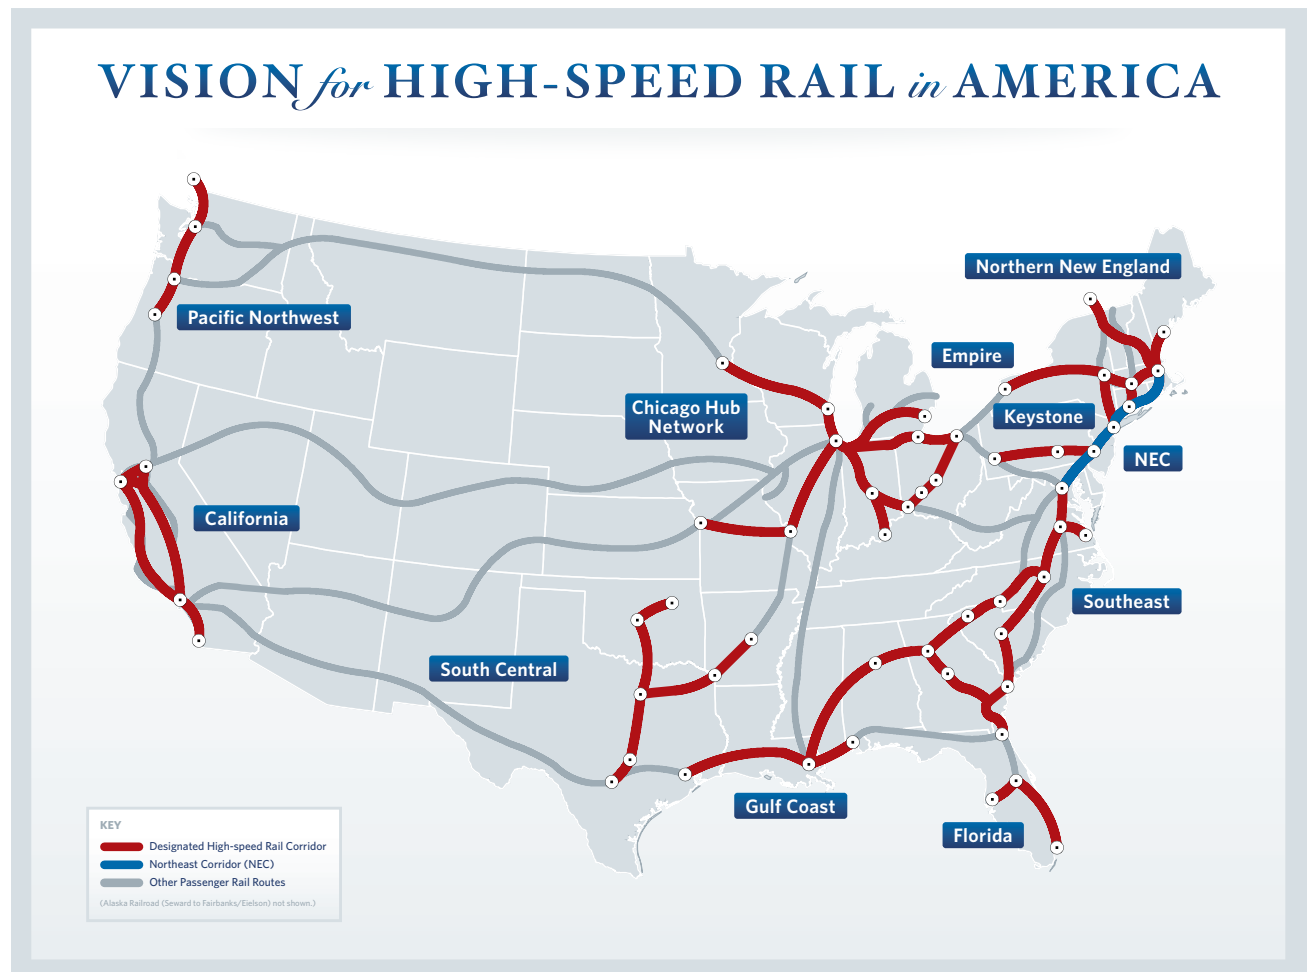 VISION for HIGH-SPEED RAIL in AMERICA
Northern New England
Pacific Northwest
Empire
Chicago Hub
Network
Keystone
NEC
California
Southeast
South Central
Gulf Coast
Florida
KEY
Designated High-speed Rail Corridor
Northeast Corridor (NEC)
Other Passenger Rail Routes
(Alaska Railroad (Seward to Fairbanks/Eielson) not shown.)